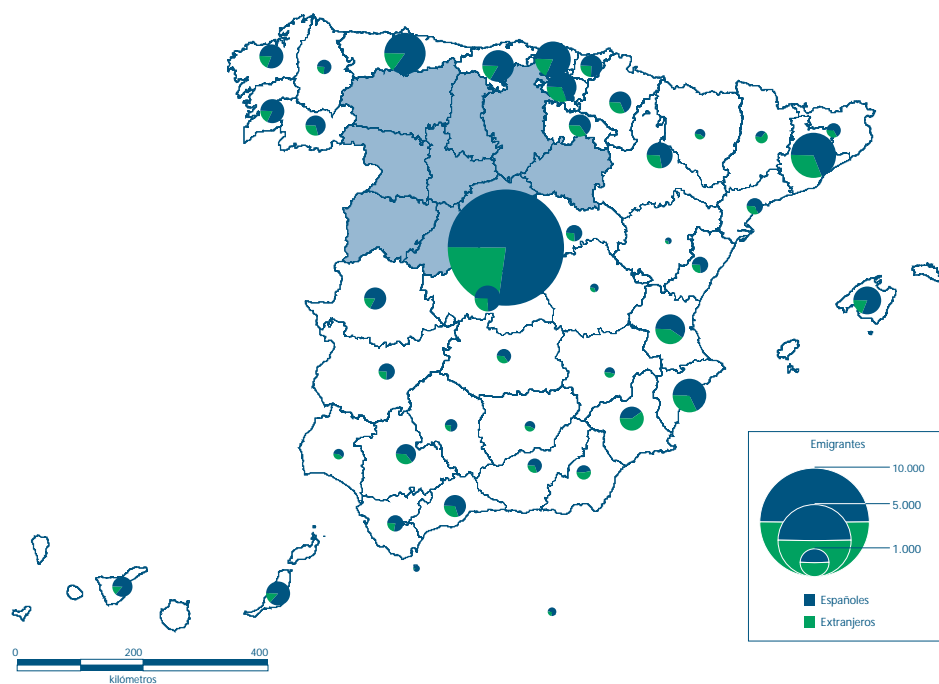 Emigrantes
10.000
5.000
1.000
Españoles
Extranjeros
0 200 400
kilómetros